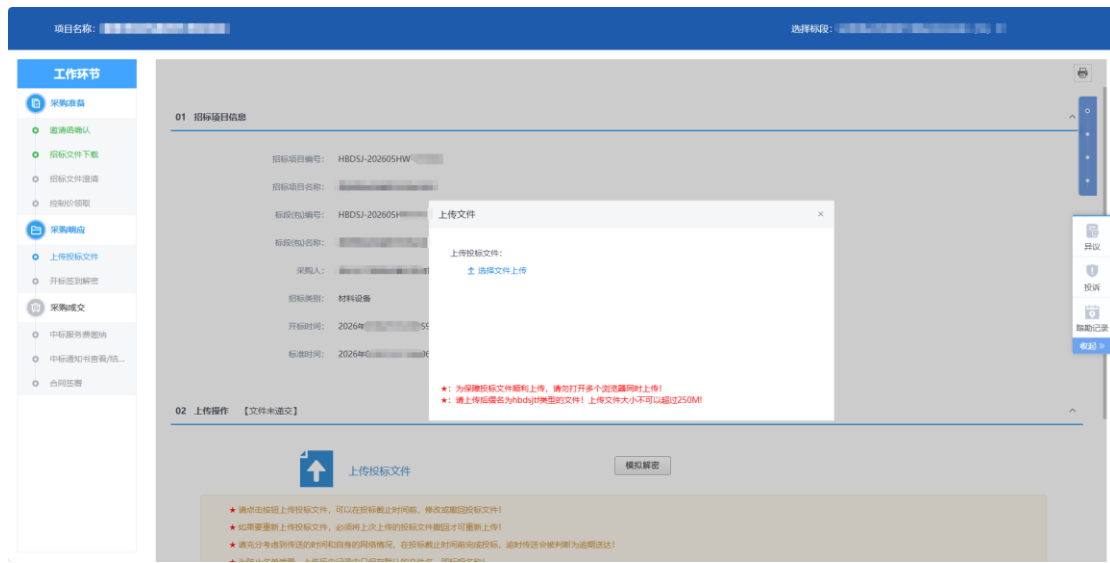 项目名称：
选择标段：
工作环节
采购准备
邀请函确认
招标文件下载
招标文件澄清
控制价领取
采购响应
上传投标文件
开标签到解密
采购成交
中标服务费缴纳
中标通知书查看/结...
合同签署
01 招标项目信息
招标项目编号： HBDSJ-202605HW
招标项目名称：
标段(包)编号： HBDSJ-202605H
标段(包)名称：
采购人：
招标类别： 材料设备
开标时间： 2026年
标准时间： 2026年
上传文件 ×
上传投标文件：
选择文件上传
★：为保障投标文件顺利上传，请勿打开多个浏览器同时上传！
★：请上传后缀名为hbdsjtf类型的文件！上传文件大小不可以超过250M!
异议
投诉
踏勘记录
收起 »
02 上传操作 【文件未递交】
上传投标文件
模拟解密
★ 请点击按钮上传投标文件，可以在投标截止时间前，修改或撤回投标文件！
★ 如果要重新上传投标文件，必须将上次上传的投标文件撤回才可重新上传！
★ 请充分考虑到传送的时间和自身的网络情况，在投标截止时间前完成投标，逾时传送会被判断为逾期送达！